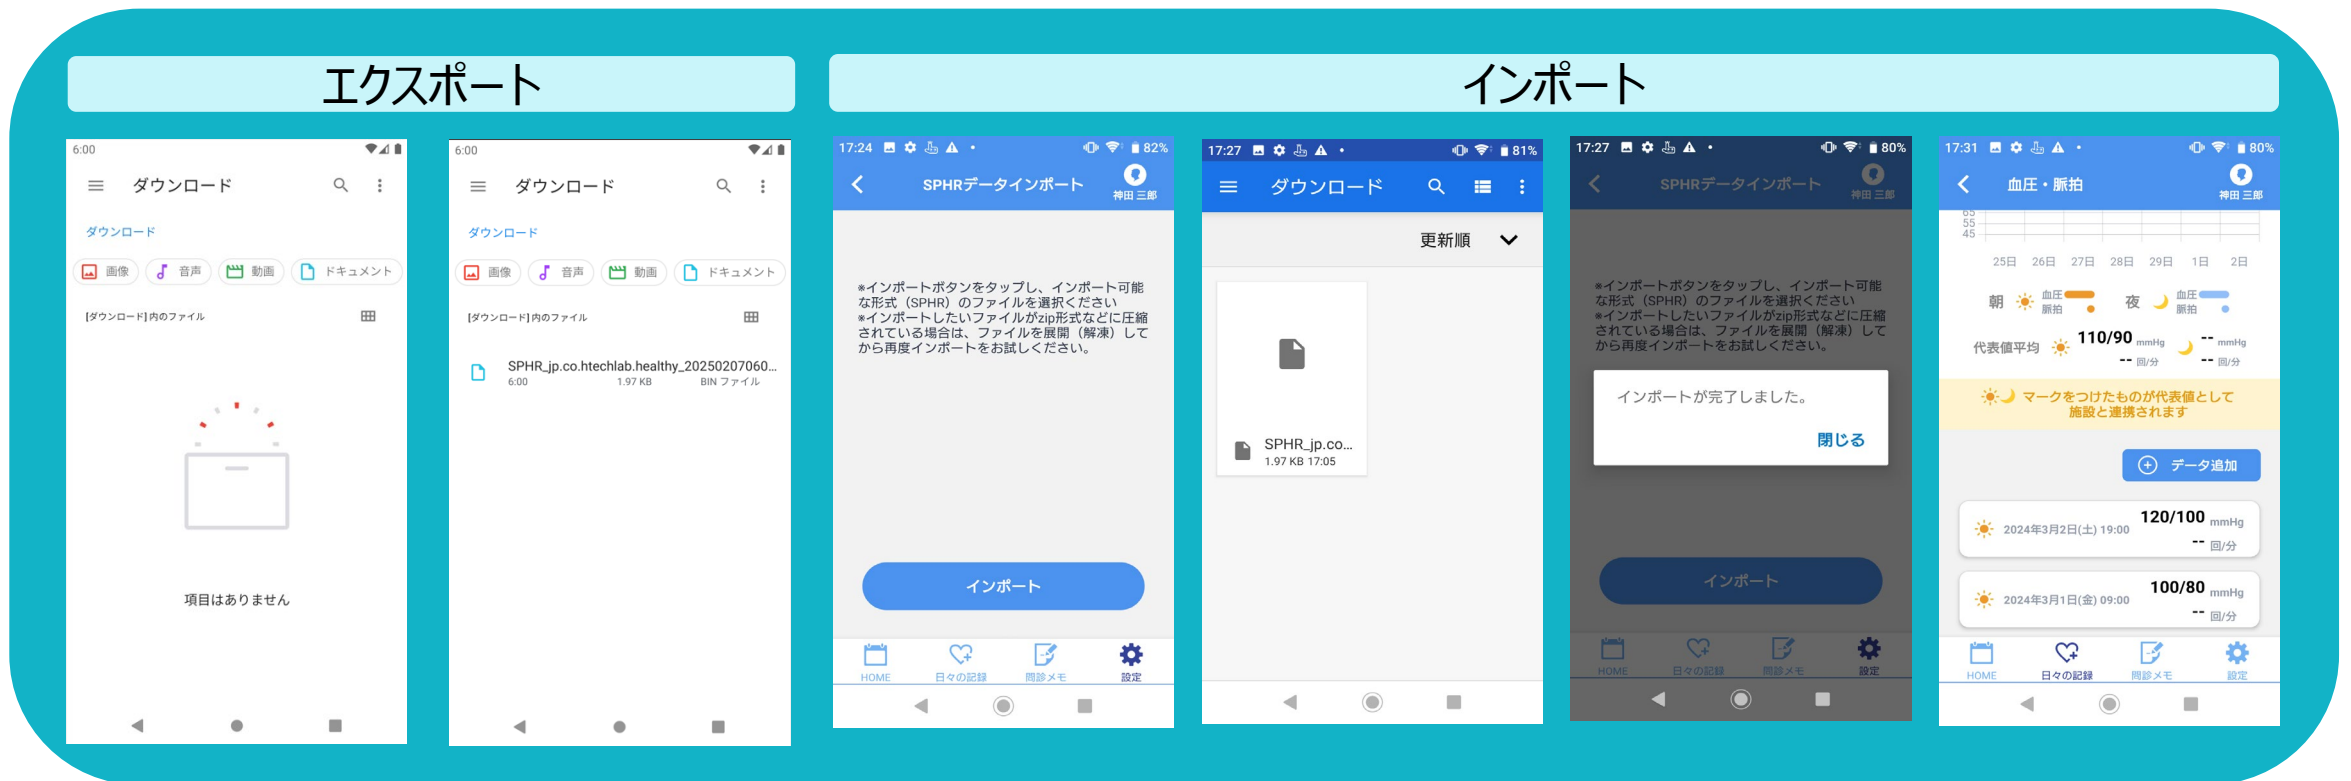 エクスポート
インポート
6:00
ダウンロード
ダウンロード
画像
音声
動画
ドキュメント
[ダウンロード]内のファイル
項目はありません
6:00
ダウンロード
ダウンロード
画像
音声
動画
ドキュメント
[ダウンロード]内のファイル
SPHR_jp.co.htechlab.healthy_20250207060...
6:00 1.97 KB BIN ファイル
17:24 82%
SPHRデータインポート
神田 三郎
※インポートボタンをタップし、インポート可能
な形式（SPHR）のファイルを選択ください
※インポートしたいファイルがzip形式などに圧縮
されている場合は、ファイルを展開（解凍）して
から再度インポートをお試しください。
インポート
HOME 日々の記録 問診メモ 設定
17:27 81%
ダウンロード
更新順
SPHR_jp.co...
1.97 KB 17:05
17:27 80%
SPHRデータインポート
神田 三郎
※インポートボタンをタップし、インポート可能
な形式（SPHR）のファイルを選択ください
※インポートしたいファイルがzip形式などに圧縮
されている場合は、ファイルを展開（解凍）して
から再度インポートをお試しください。
インポートが完了しました。
閉じる
インポート
HOME 日々の記録 問診メモ 設定
17:31 80%
血圧・脈拍
神田 三郎
65
55
45
25日 26日 27日 28日 29日 1日 2日
朝 血圧 脈拍 夜 血圧 脈拍
代表値平均 110/90 mmHg -- mmHg
-- 回/分 -- 回/分
マークをつけたものが代表値として
施設と連携されます
データ追加
2024年3月2日(土) 19:00 120/100 mmHg
-- 回/分
2024年3月1日(金) 09:00 100/80 mmHg
-- 回/分
HOME 日々の記録 問診メモ 設定